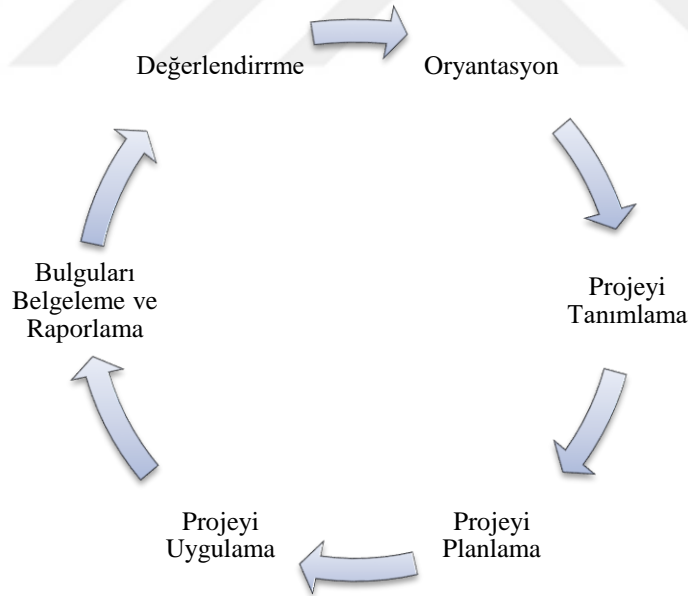 Değerlendirrme
Oryantasyon
Projeyi
Tanımlama
Projeyi
Planlama
Projeyi
Uygulama
Bulguları
Belgeleme ve
Raporlama